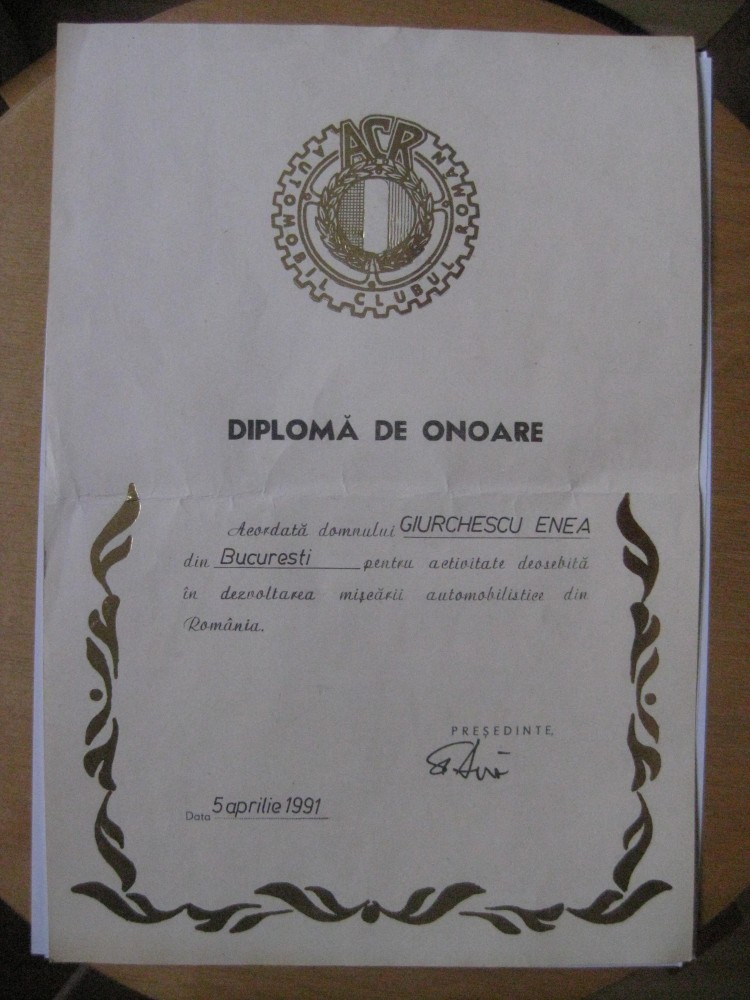 ACR
AUTOMOBIL CLUBUL ROMAN
DIPLOMĂ DE ONOARE
Acordată domnului GIURCHESCU ENEA
din Bucuresti pentru activitate deosebită
în dezvoltarea mişcării automobilistice din
România.
PREŞEDINTE,
Data 5 aprilie 1991